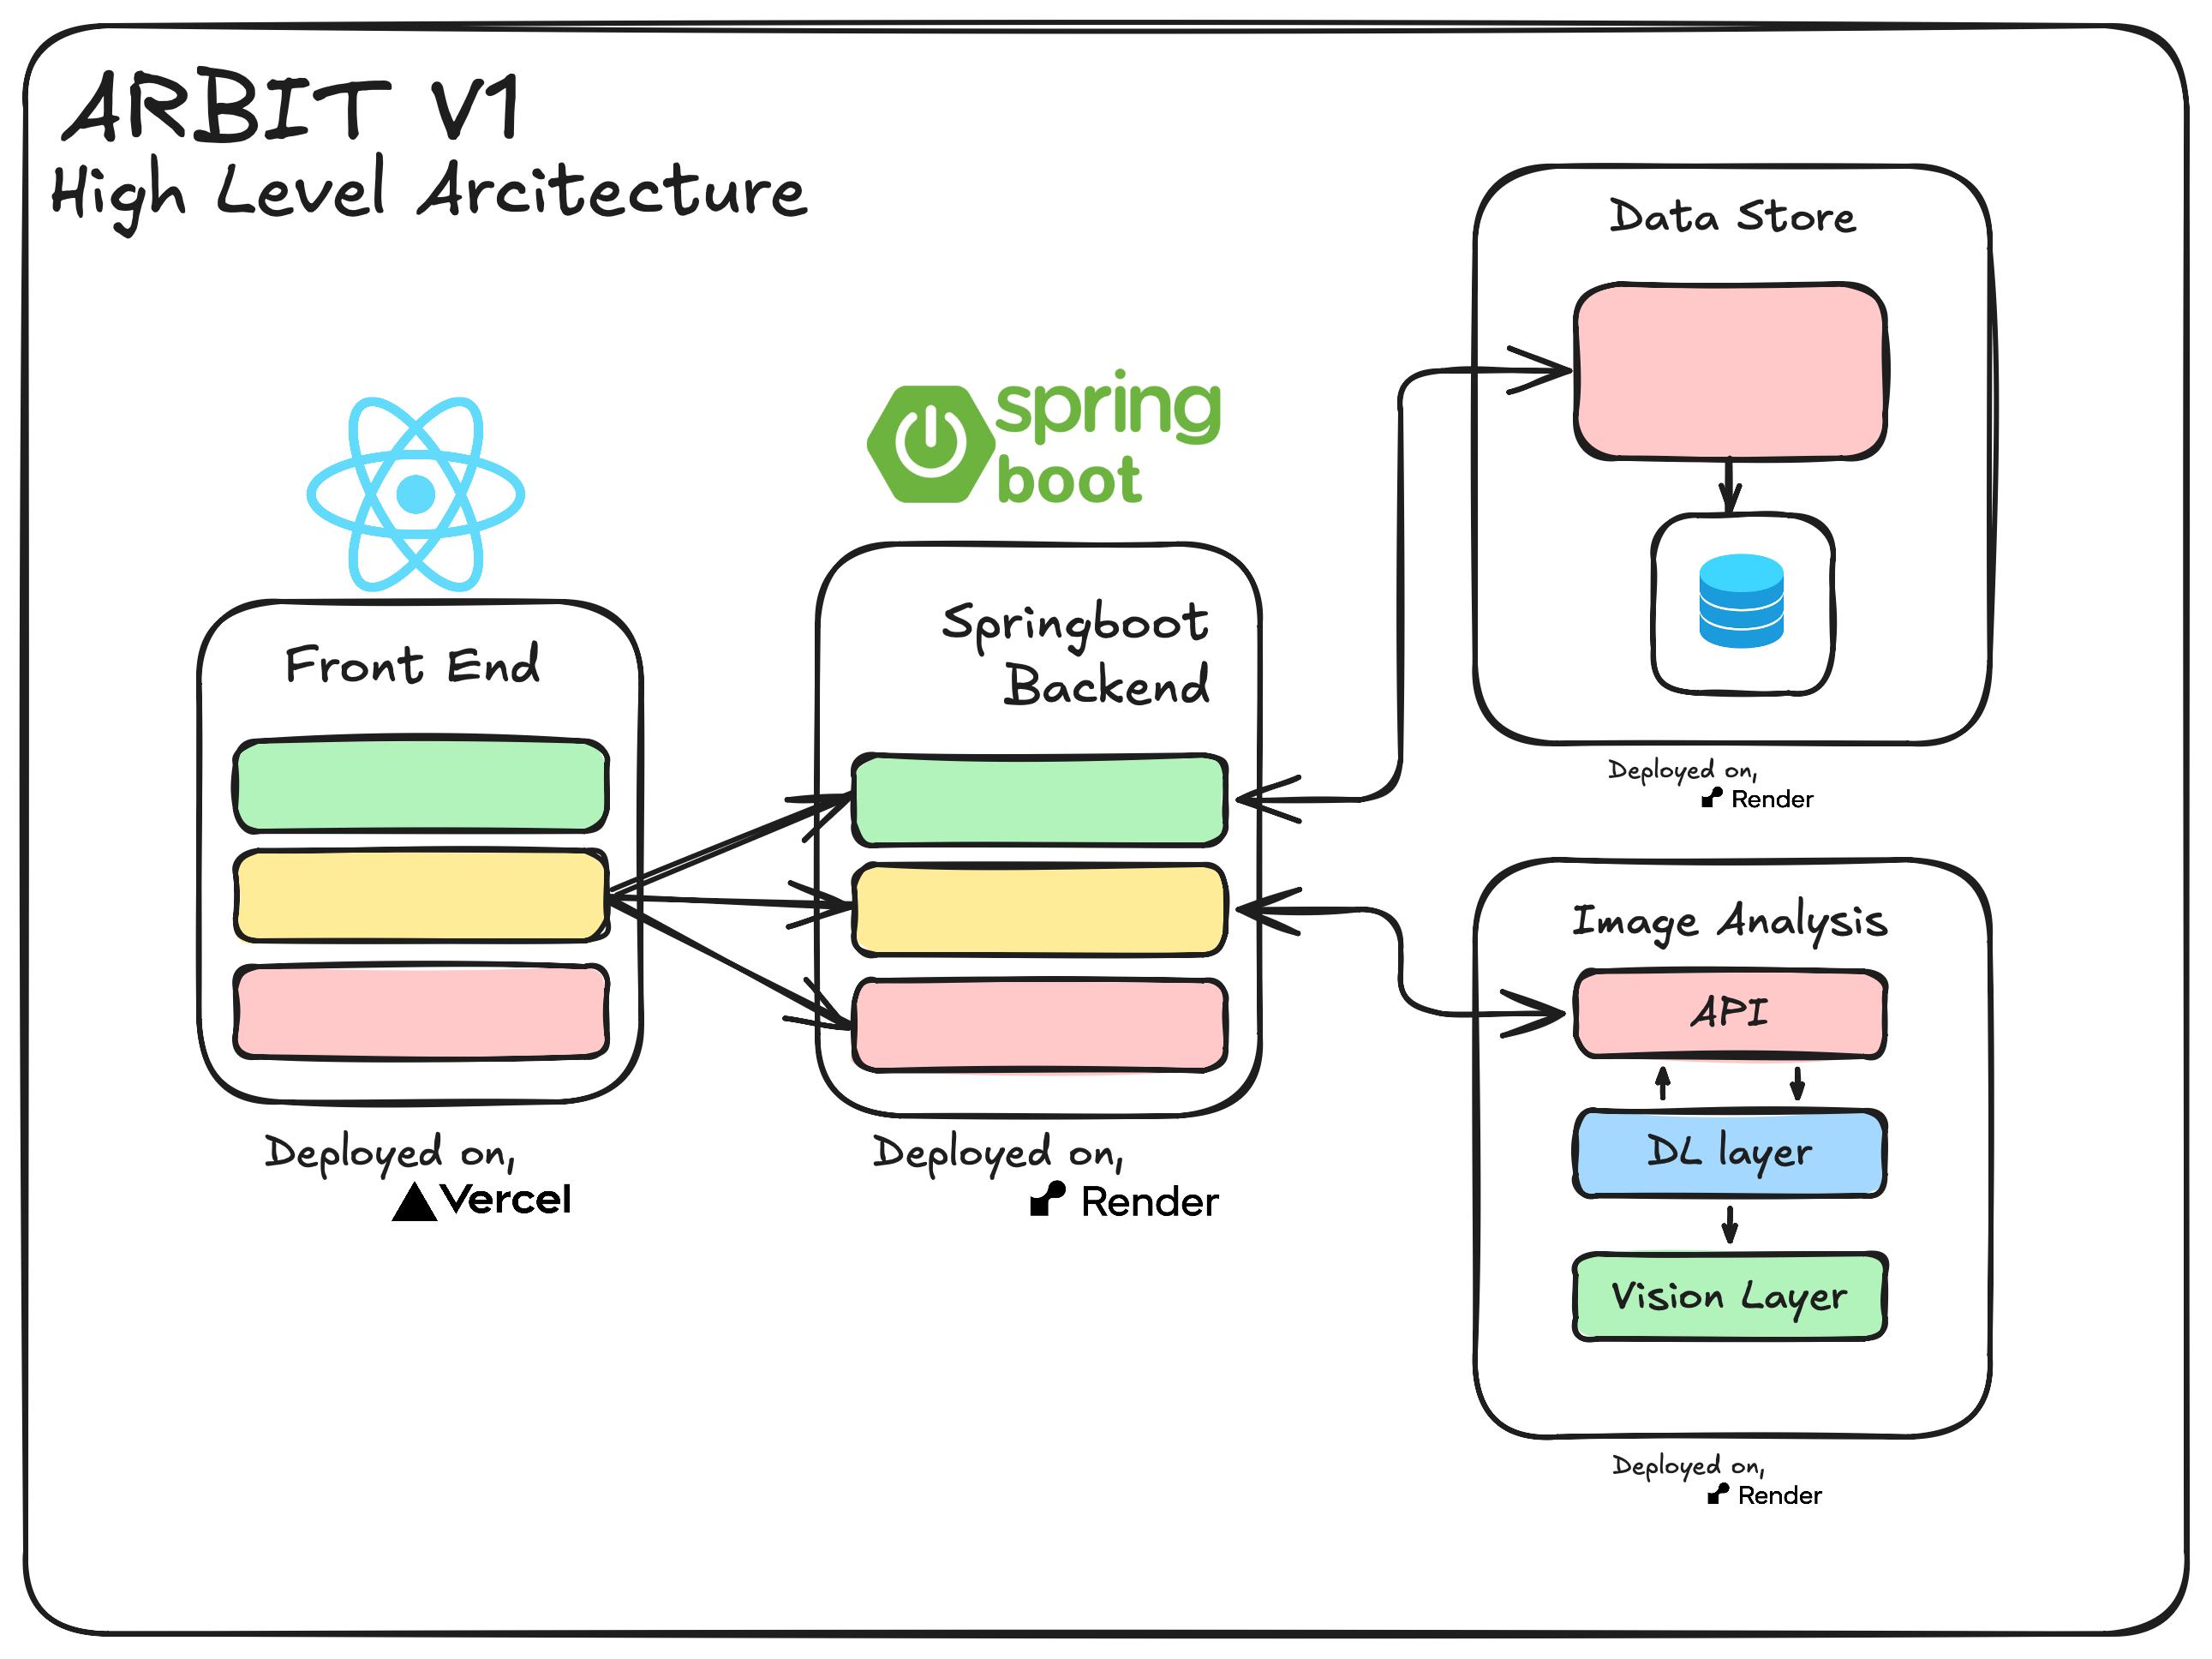 ARBIT V1
High Level Arcitecture
spring
boot
Front End
Deployed on,
Vercel
Springboot
Backend
Deployed on,
Render
Data Store
Deployed on,
Render
Image Analysis
API
DL layer
Vision Layer
Deployed on,
Render